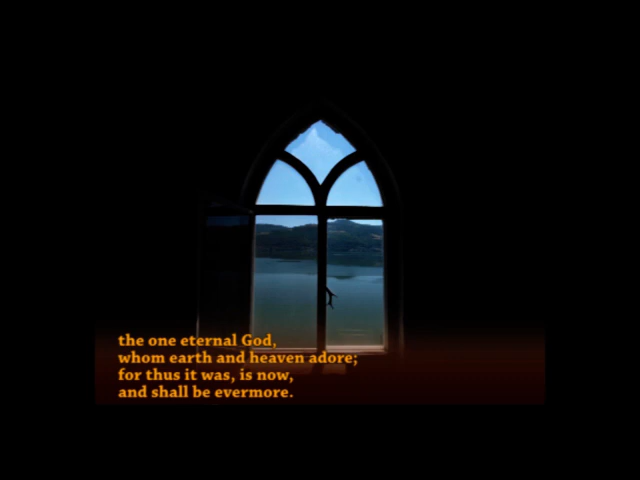 the one eternal God,
whom earth and heaven adore;
for thus it was, is now,
and shall be evermore.